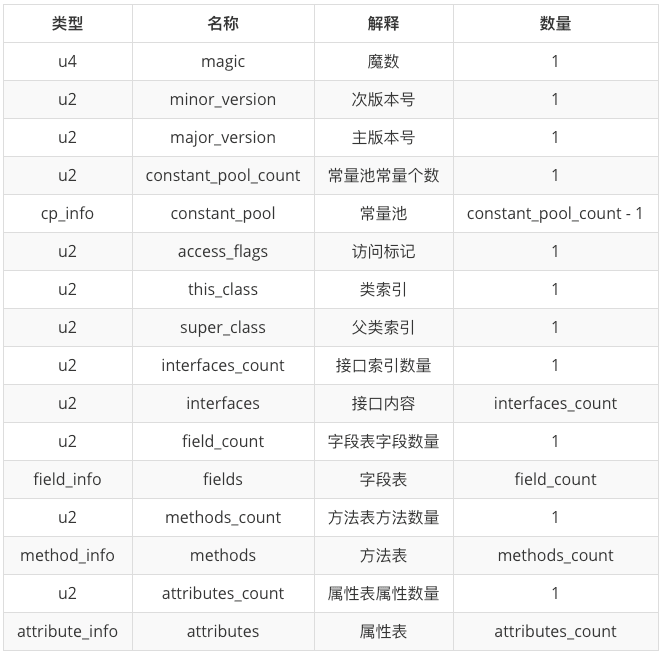 类型 名称 解释 数量
u4 magic 魔数 1
u2 minor_version 次版本号 1
u2 major_version 主版本号 1
u2 constant_pool_count 常量池常量个数 1
cp_info constant_pool 常量池 constant_pool_count - 1
u2 access_flags 访问标记 1
u2 this_class 类索引 1
u2 super_class 父类索引 1
u2 interfaces_count 接口索引数量 1
u2 interfaces 接口内容 interfaces_count
u2 field_count 字段表字段数量 1
field_info fields 字段表 field_count
u2 methods_count 方法表方法数量 1
method_info methods 方法表 methods_count
u2 attributes_count 属性表属性数量 1
attribute_info attributes 属性表 attributes_count